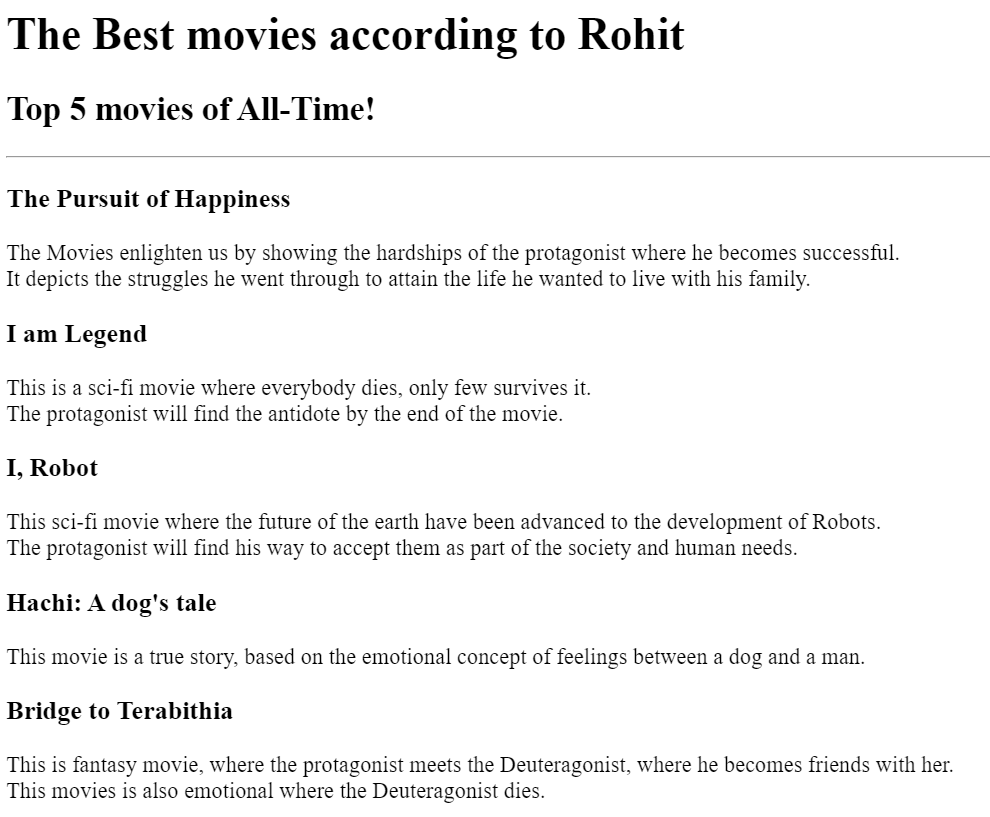 The Best movies according to Rohit
Top 5 movies of All-Time!
The Pursuit of Happiness
The Movies enlighten us by showing the hardships of the protagonist where he becomes successful.
It depicts the struggles he went through to attain the life he wanted to live with his family.
I am Legend
This is a sci-fi movie where everybody dies, only few survives it.
The protagonist will find the antidote by the end of the movie.
I, Robot
This sci-fi movie where the future of the earth have been advanced to the development of Robots.
The protagonist will find his way to accept them as part of the society and human needs.
Hachi: A dog's tale
This movie is a true story, based on the emotional concept of feelings between a dog and a man.
Bridge to Terabithia
This is fantasy movie, where the protagonist meets the Deuteragonist, where he becomes friends with her.
This movies is also emotional where the Deuteragonist dies.